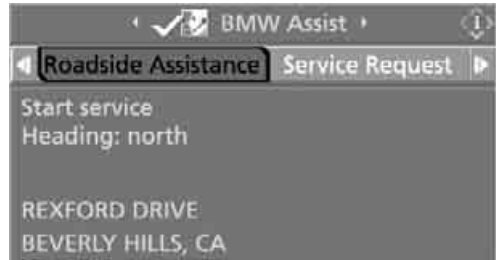 BMW Assist
Roadside Assistance Service Request
Start service
Heading: north
REXFORD DRIVE
BEVERLY HILLS, CA